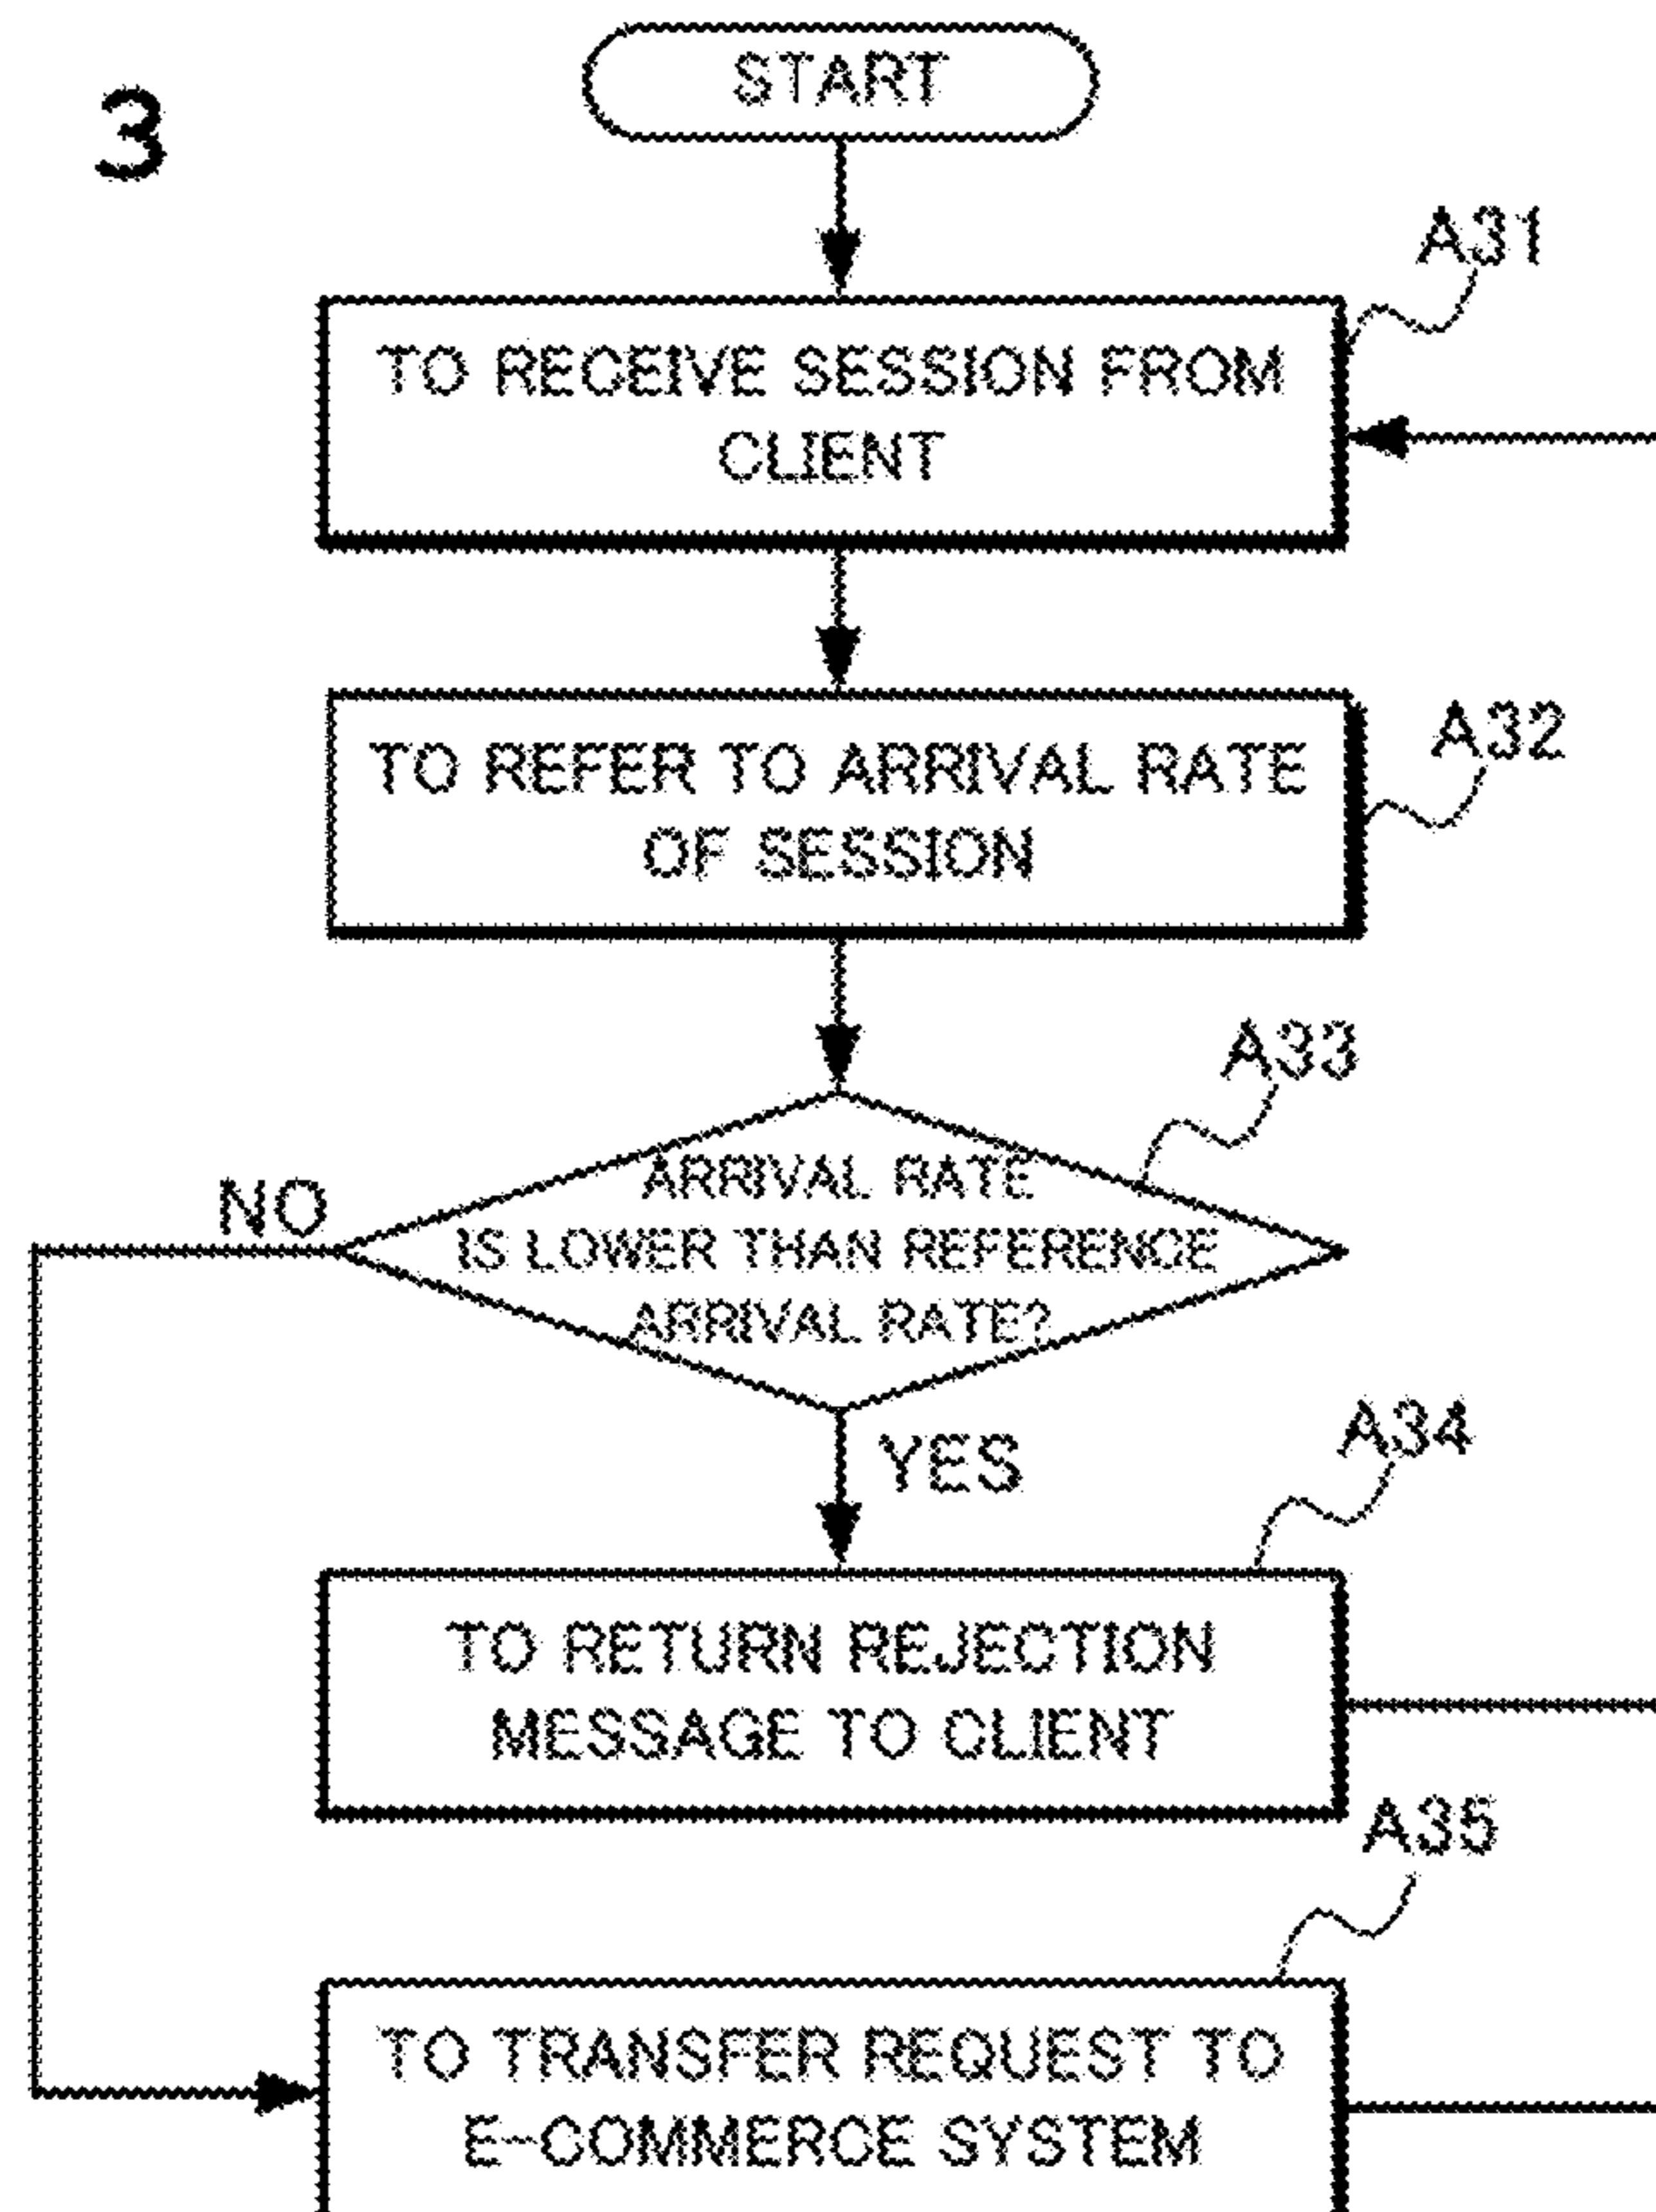 3
START
A31
TO RECEIVE SESSION FROM
CLIENT
A32
TO REFER TO ARRIVAL RATE
OF SESSION
A33
ARRIVAL RATE
IS LOWER THAN REFERENCE
ARRIVAL RATE?
NO
YES
A34
TO RETURN REJECTION
MESSAGE TO CLIENT
A35
TO TRANSFER REQUEST TO
E-COMMERCE SYSTEM